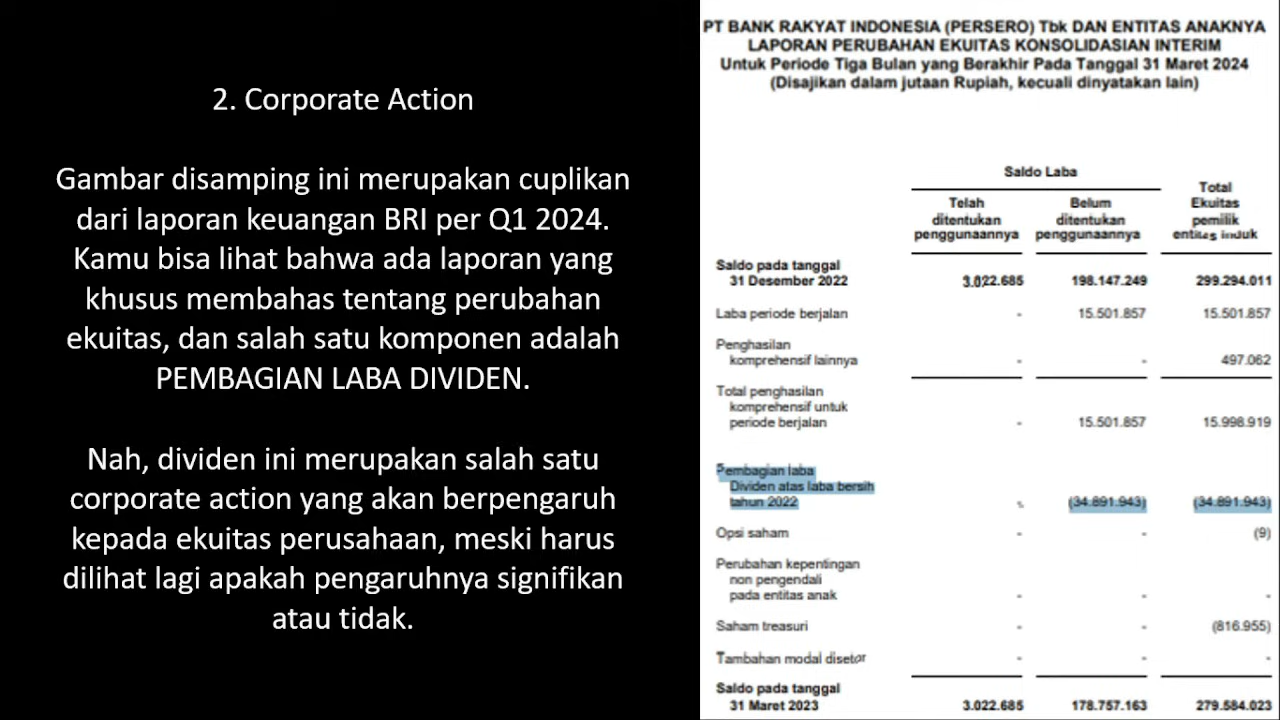 2. Corporate Action
Gambar disamping ini merupakan cuplikan
dari laporan keuangan BRI per Q1 2024.
Kamu bisa lihat bahwa ada laporan yang
khusus membahas tentang perubahan
ekuitas, dan salah satu komponen adalah
PEMBAGIAN LABA DIVIDEN.
Nah, dividen ini merupakan salah satu
corporate action yang akan berpengaruh
kepada ekuitas perusahaan, meski harus
dilihat lagi apakah pengaruhnya signifikan
atau tidak.
PT BANK RAKYAT INDONESIA (PERSERO) Tbk DAN ENTITAS ANAKNYA
LAPORAN PERUBAHAN EKUITAS KONSOLIDASIAN INTERIM
Untuk Periode Tiga Bulan yang Berakhir Pada Tanggal 31 Maret 2024
(Disajikan dalam jutaan Rupiah, kecuali dinyatakan lain)
Saldo Laba
Telah ditentukan penggunaannya
Belum ditentukan penggunaannya
Total Ekuitas pemilik entitas induk
Saldo pada tanggal
31 Desember 2022 3.022.685 198.147.249 299.294.011
Laba periode berjalan - 15.501.857 15.501.857
Penghasilan
komprehensif lainnya - - 497.062
Total penghasilan
komprehensif untuk
periode berjalan - 15.501.857 15.998.919
Pembagian laba
Dividen atas laba bersih
tahun 2022 - (34.891.943) (34.891.943)
Opsi saham - - (9)
Perubahan kepentingan
non pengendali
pada entitas anak - - -
Saham treasuri - - (816.955)
Tambahan modal disetor - - -
Saldo pada tanggal
31 Maret 2023 3.022.685 178.757.163 279.584.023